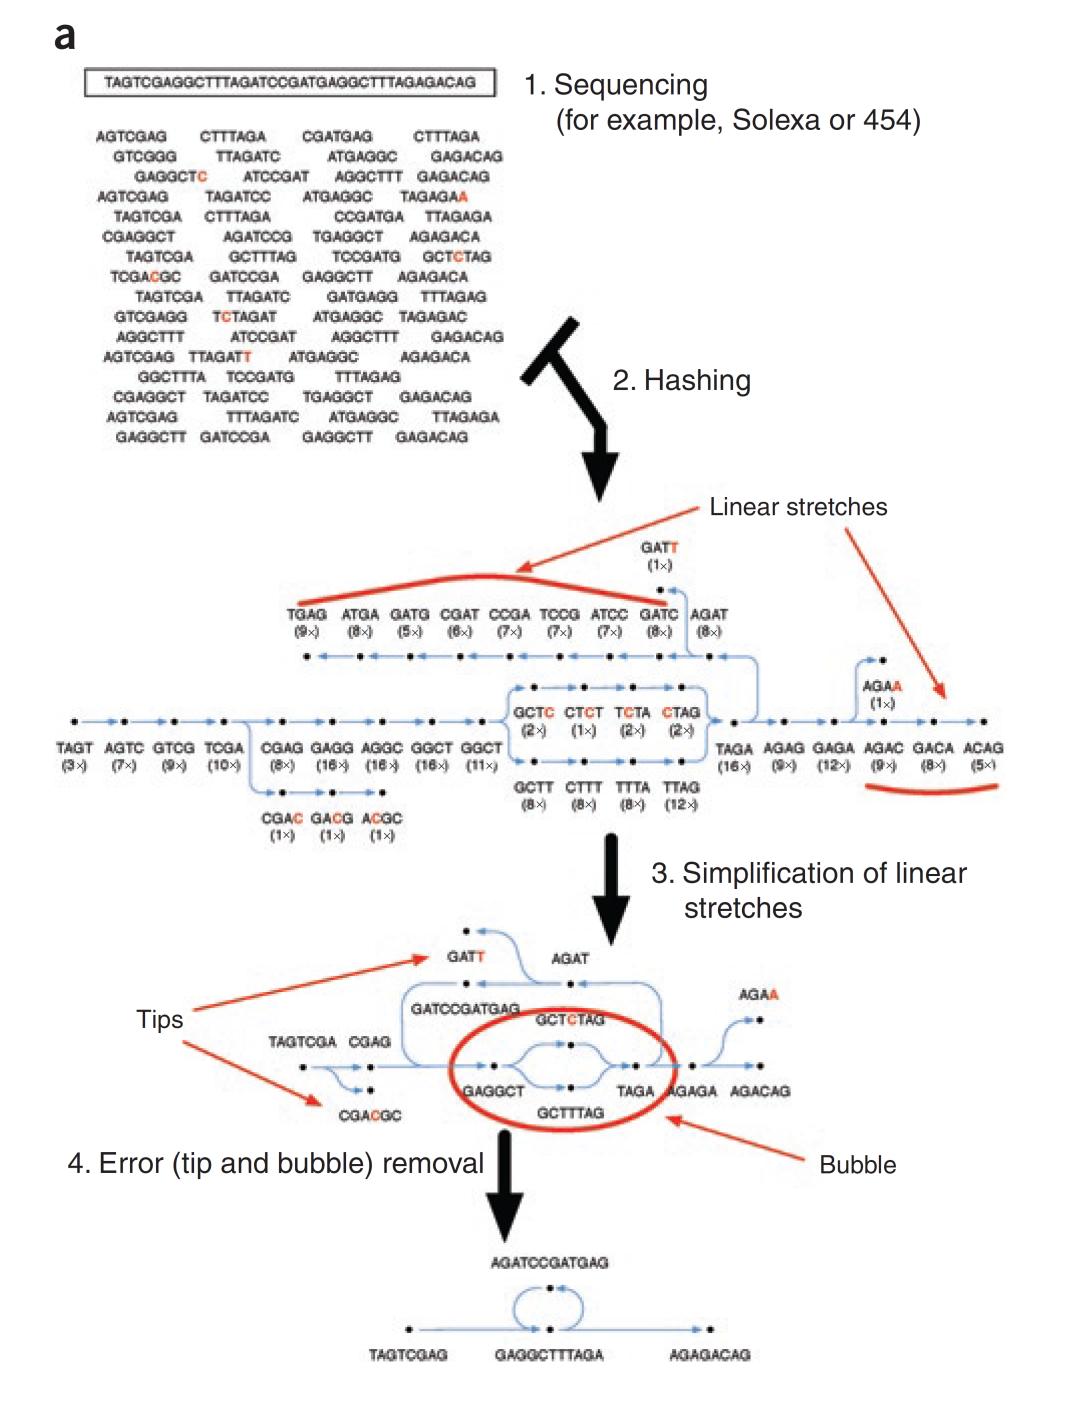 a
TAGTCGAGGCTTTAGATCCGATGAGGCTTTAGAGACAG
1. Sequencing
(for example, Solexa or 454)
AGTCGAG CTTTAGA CGATGAG CTTTAGA
GTCGGG TTAGATC ATGAGGC GAGACAG
GAGGCTC ATCCGAT AGGCTTT GAGACAG
AGTCGAG TAGATCC ATGAGGC TAGAGAA
TAGTCGA CTTTAGA CCGATGA TTAGAGA
CGAGGCT AGATCCG TGAGGCT AGAGACA
TAGTCGA GCTTTAG TCCGATG GCTCTAG
TCGACGC GATCCGA GAGGCTT AGAGACA
TAGTCGA TTAGATC GATGAGG TTTAGAG
GTCGAGG TCTAGAT ATGAGGC TAGAGAC
AGGCTTT ATCCGAT AGGCTTT GAGACAG
AGTCGAG TTAGATT ATGAGGC AGAGACA
GGCTTTA TCCGATG TTTAGAG
CGAGGCT TAGATCC TGAGGCT GAGACAG
AGTCGAG TTTAGATC ATGAGGC TTAGAGA
GAGGCTT GATCCGA GAGGCTT GAGACAG
2. Hashing
Linear stretches
GATT
(1×)
TGAG ATGA GATG CGAT CCGA TCCG ATCC GATC AGAT
(9×) (8×) (5×) (6×) (7×) (7×) (7×) (8×) (8×)
AGAA
(1×)
GCTC CTCT TCTA CTAG
(2×) (1×) (2×) (2×)
TAGT AGTC GTCG TCGA CGAG GAGG AGGC GGCT GGCT TAGA AGAG GAGA AGAC GACA ACAG
(3×) (7×) (9×) (10×) (8×) (16×) (16×) (16×) (11×) (16×) (9×) (12×) (9×) (8×) (5×)
GCTT CTTT TTTA TTAG
(8×) (8×) (8×) (12×)
CGAC GACG ACGC
(1×) (1×) (1×)
3. Simplification of linear
stretches
GATT AGAT
AGAA
Tips
GATCCGATGAG
GCTCTAG
TAGTCGA CGAG
GAGGCT TAGA AGAGA AGACAG
CGACGC
GCTTTAG
4. Error (tip and bubble) removal
Bubble
AGATCCGATGAG
TAGTCGAG GAGGCTTTAGA AGAGACAG